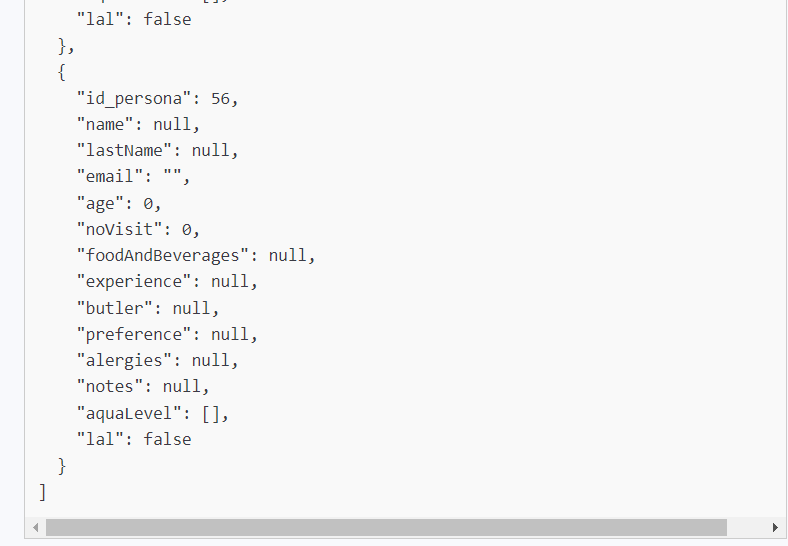 "lal": false
},
{
"id_persona": 56,
"name": null,
"lastName": null,
"email": "",
"age": 0,
"noVisit": 0,
"foodAndBeverages": null,
"experience": null,
"butler": null,
"preference": null,
"alergies": null,
"notes": null,
"aquaLevel": [],
"lal": false
}
]